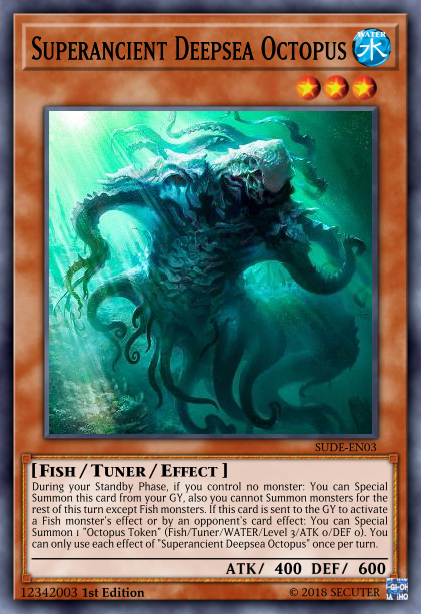 Superancient Deepsea Octopus
WATER
水
SUDE-EN03
[Fish/Tuner/Effect]
During your Standby Phase, if you control no monster: You can Special
Summon this card from your GY, also you cannot Summon monsters for the
rest of this turn except Fish monsters. If this card is sent to the GY to activate
a Fish monster's effect or by an opponent's card effect: You can Special
Summon 1 "Octopus Token" (Fish/Tuner/WATER/Level 3/ATK 0/DEF 0). You
can only use each effect of "Superancient Deepsea Octopus" once per turn.
ATK/ 400 DEF/ 600
12342003 1st Edition
©2018 SECUTER